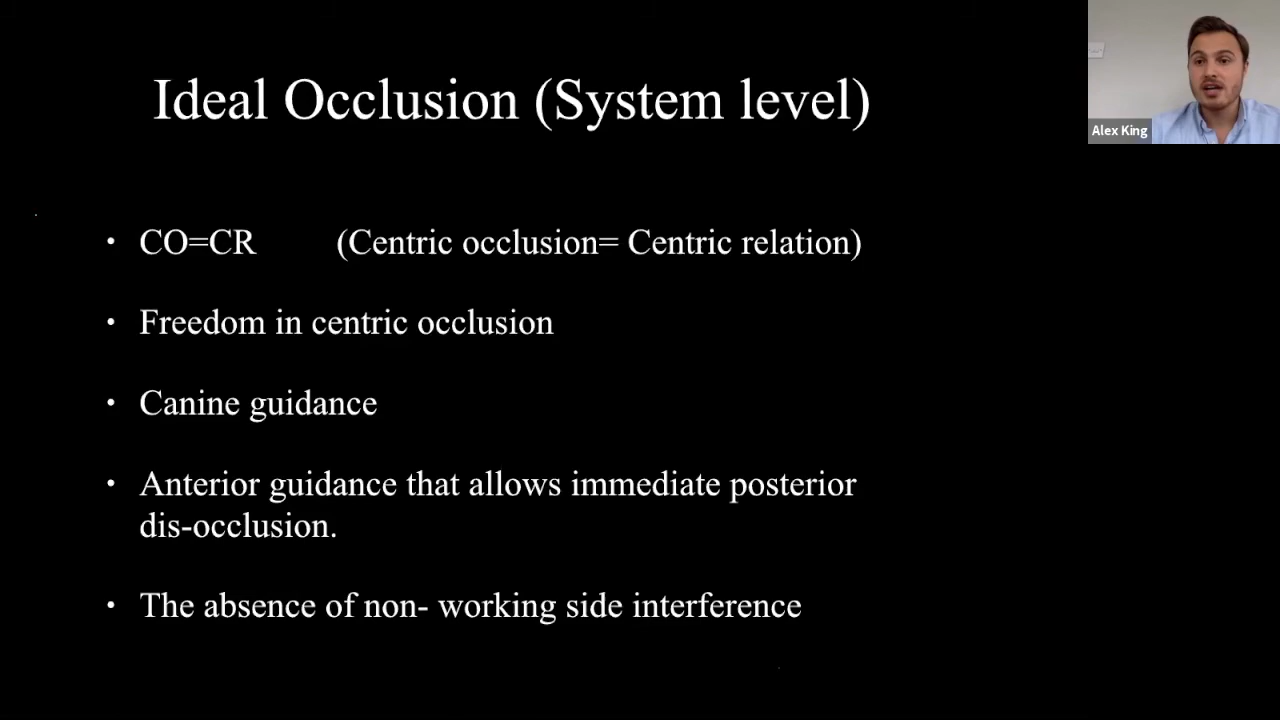 Ideal Occlusion (System level)
Alex King
• CO=CR (Centric occlusion= Centric relation)
• Freedom in centric occlusion
• Canine guidance
• Anterior guidance that allows immediate posterior
dis-occlusion.
• The absence of non- working side interference